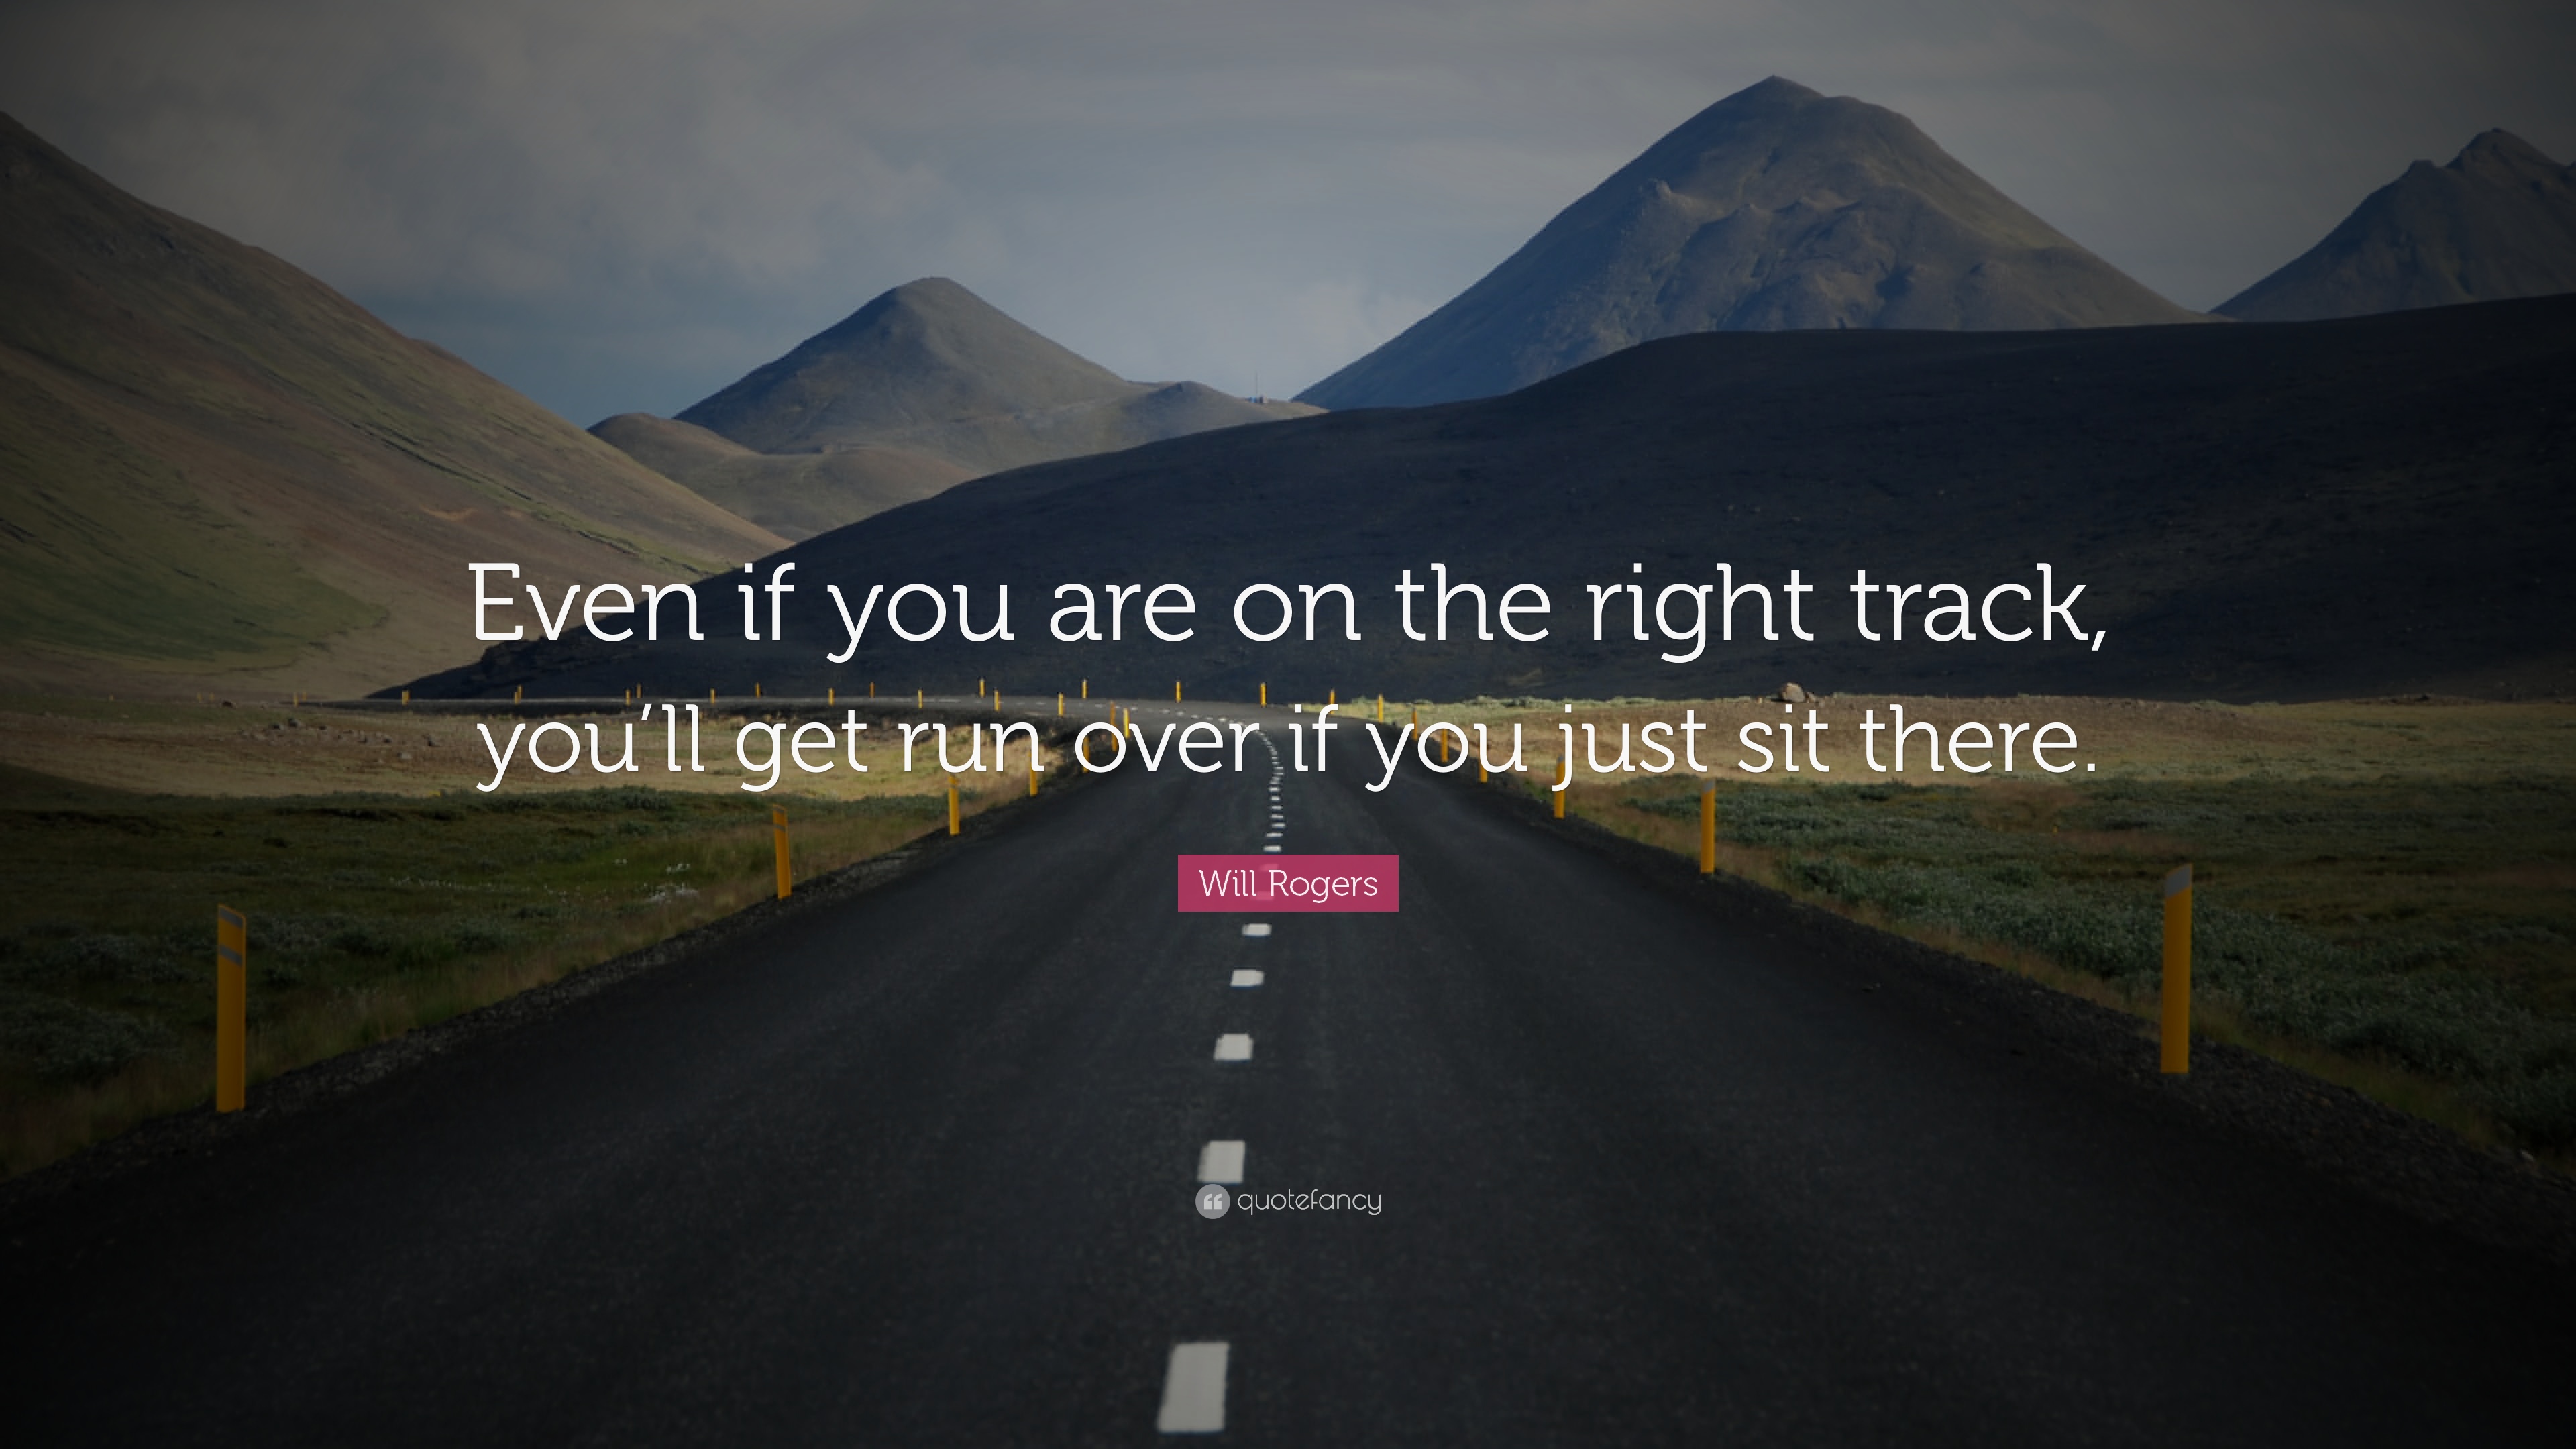 Even if you are on the right track,
you’ll get run over if you just sit there.
Will Rogers
quotefancy